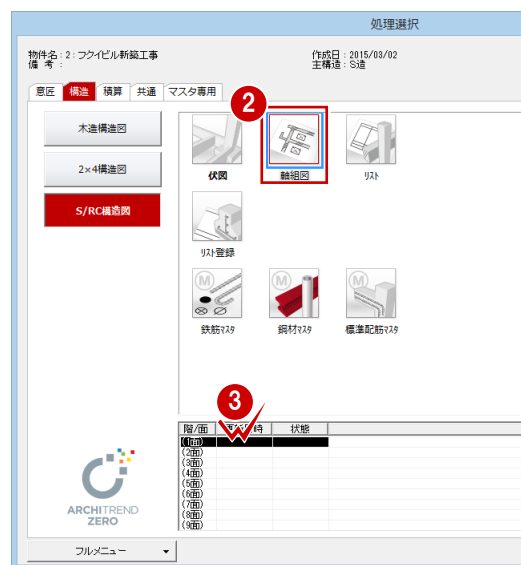 処理選択
物件名：2：フクイビル新築工事
作成日：2015/03/02
備　考：
主構造：S造
意匠 構造 積算 共通 マスタ専用
2
木造構造図
2×4構造図
S/RC構造図
伏図 軸組図 リスト
リスト登録
M M M
鉄筋マスタ 鋼材マスタ 標準配筋マスタ
3
階/面 時 状態
(1面)
(2面)
(3面)
(4面)
(5面)
(6面)
(7面)
(8面)
(9面)
ARCHITREND
ZERO
フルメニュー